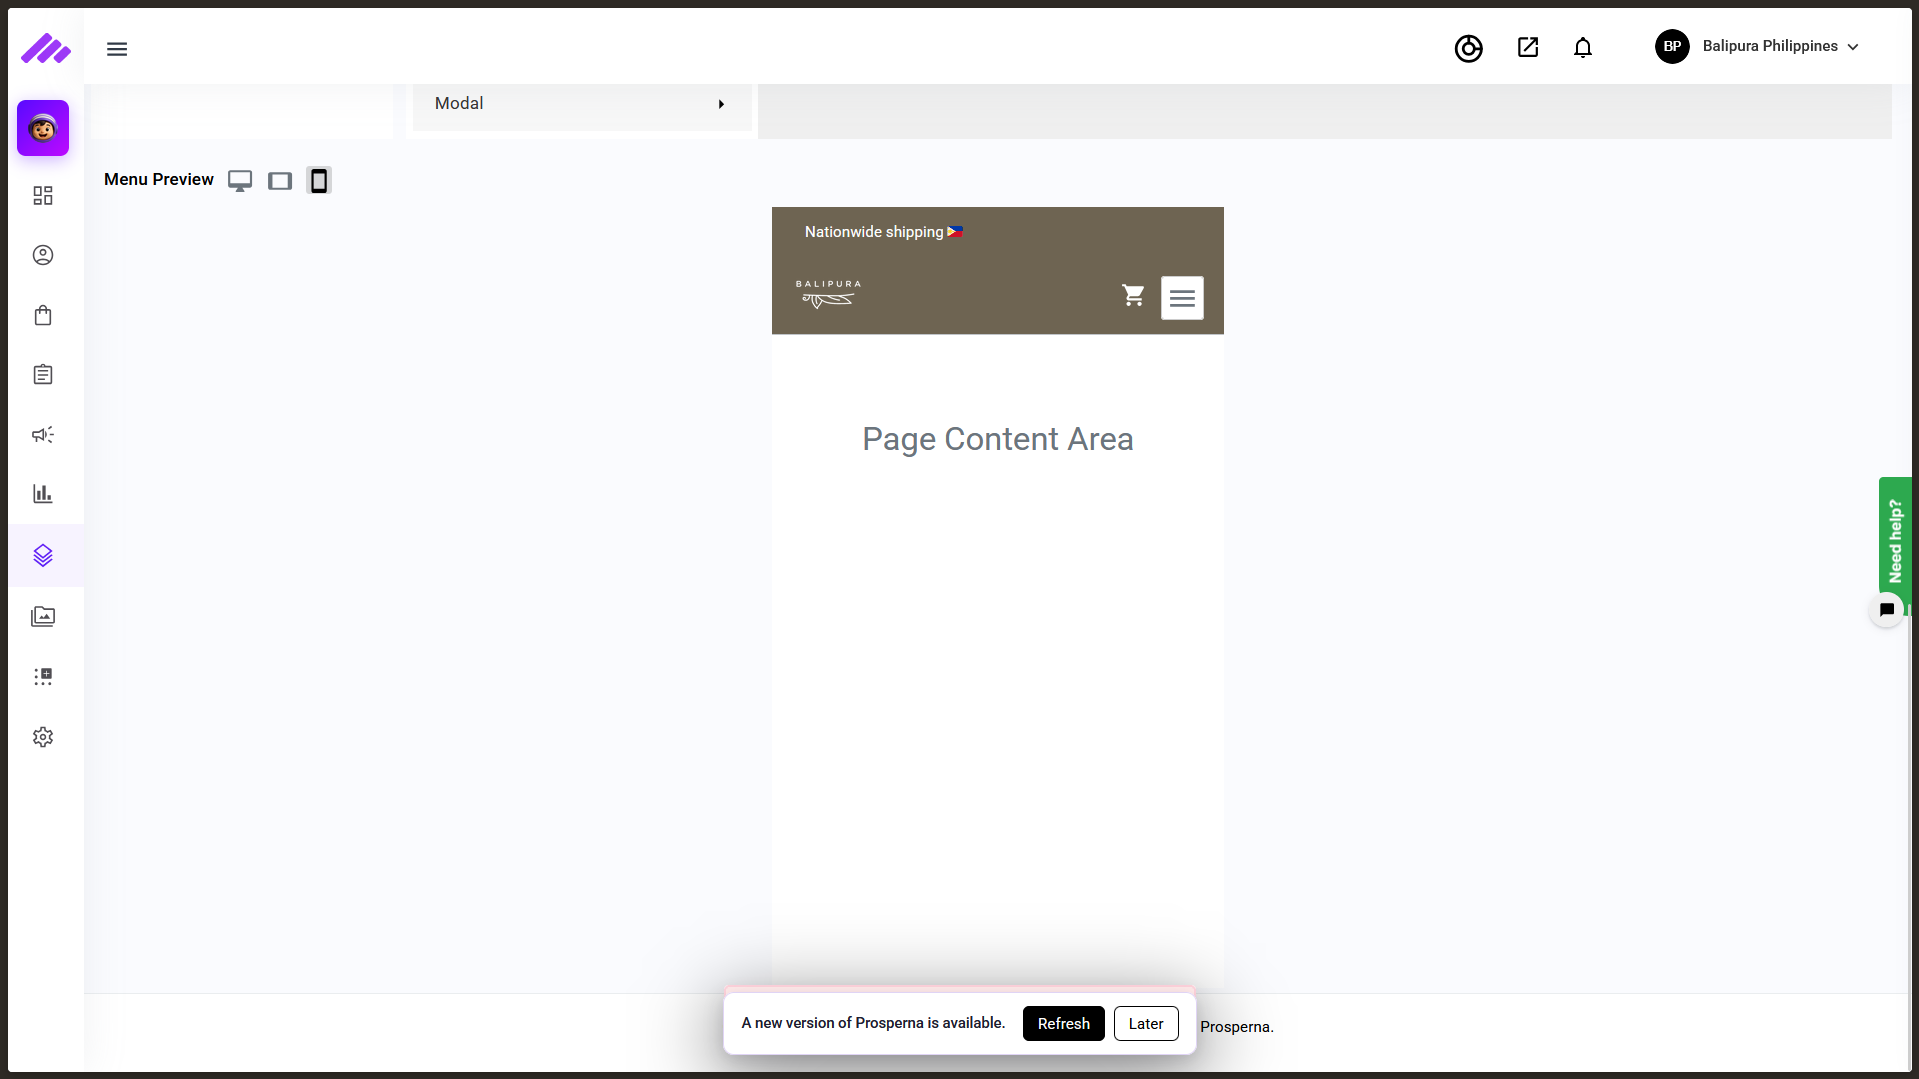 BP
Balipura Philippines
Modal
Menu Preview
Nationwide shipping
BALIPURA
Page Content Area
Need help?
A new version of Prosperna is available.
Refresh
Later
Prosperna.